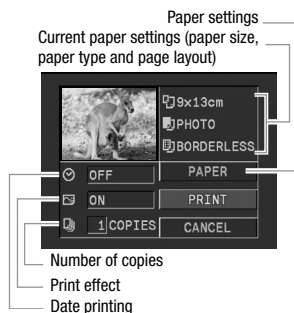 Paper settings
Current paper settings (paper size,
paper type and page layout)
9x13cm
PHOTO
BORDERLESS
OFF
PAPER
ON
PRINT
1 COPIES
CANCEL
Number of copies
Print effect
Date printing